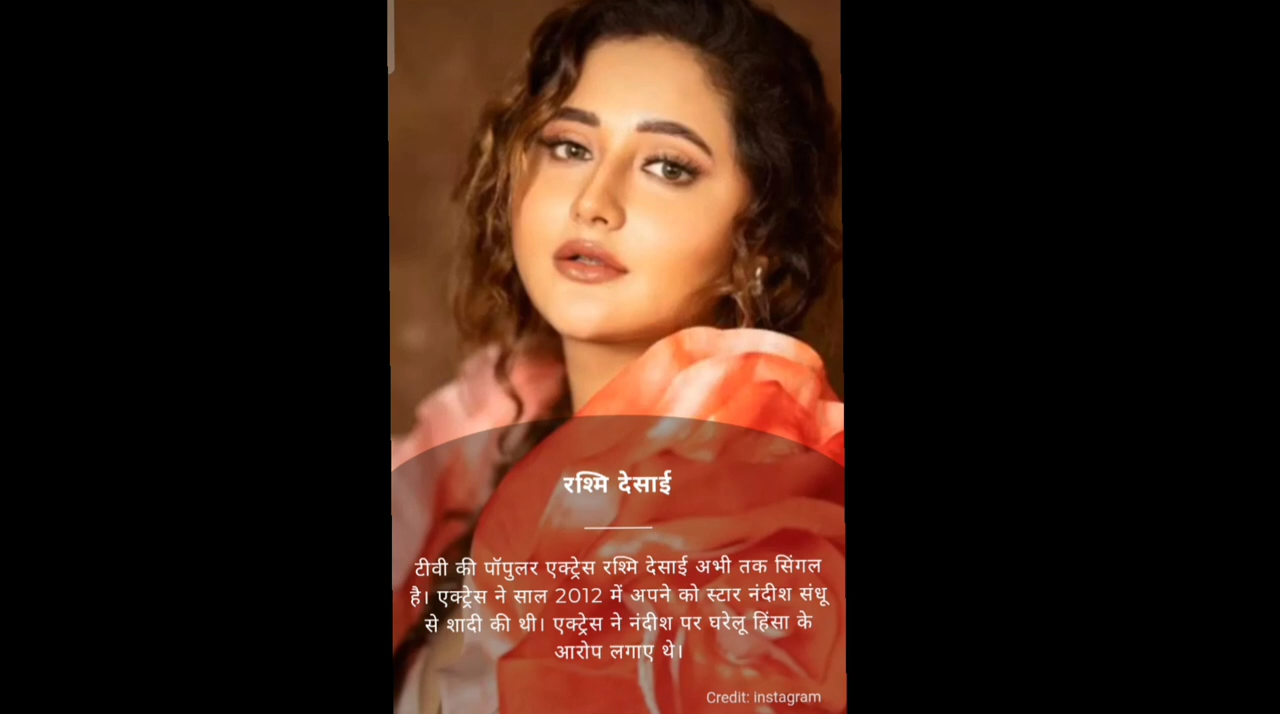 रश्मि देसाई
टीवी की पॉपुलर एक्ट्रेस रश्मि देसाई अभी तक सिंगल
है। एक्ट्रेस ने साल 2012 में अपने को स्टार नंदीश संधू
से शादी की थी। एक्ट्रेस ने नंदीश पर घरेलू हिंसा के
आरोप लगाए थे।
Credit: instagram